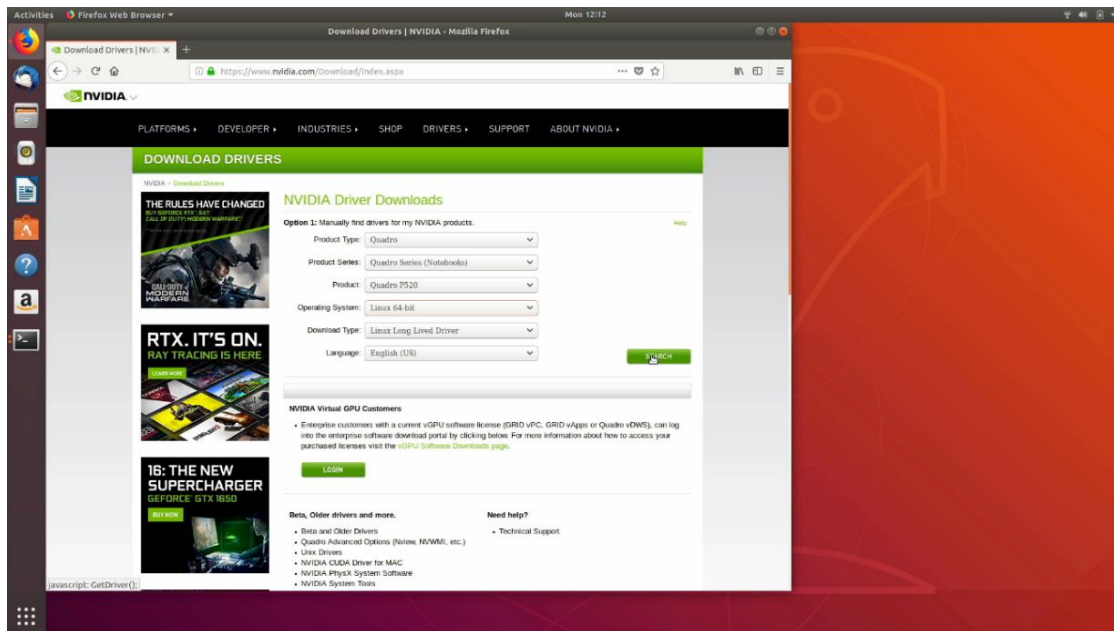 Activities Firefox Web Browser Mon 12:12
Download Drivers | NVIDIA - Mozilla Firefox
Download Drivers | NVI
https://www.nvidia.com/Download/index.aspx
NVIDIA.
PLATFORMS DEVELOPER INDUSTRIES SHOP DRIVERS SUPPORT ABOUT NVIDIA
DOWNLOAD DRIVERS
NVIDIA > Download Drivers
THE RULES HAVE CHANGED
CALL OF DUTY
MODERN
WARFARE
RTX. IT'S ON.
RAY TRACING IS HERE
LEARN MORE
16: THE NEW
SUPERCHARGER
GEFORCE GTX 1650
BUY NOW
NVIDIA Driver Downloads
Option 1: Manually find drivers for my NVIDIA products. Help
Product Type: Quadro
Product Series: Quadro Series (Notebooks)
Product: Quadro P520
Operating System: Linux 64-bit
Download Type: Linux Long Lived Driver
Language: English (US)
SEARCH
NVIDIA Virtual GPU Customers
• Enterprise customers with a current vGPU software license (GRID vPC, GRID vApps or Quadro vDWS), can log
into the enterprise software download portal by clicking below. For more information about how to access your
purchased licenses visit the vGPU Software Downloads page.
LOGIN
Beta, Older drivers and more.
• Beta and Older Drivers
• Quadro Advanced Options (Nview, NVWMI, etc.)
• Unix Drivers
• NVIDIA CUDA Driver for MAC
• NVIDIA PhysX System Software
• NVIDIA System Tools
Need help?
• Technical Support
javascript: GetDriver();